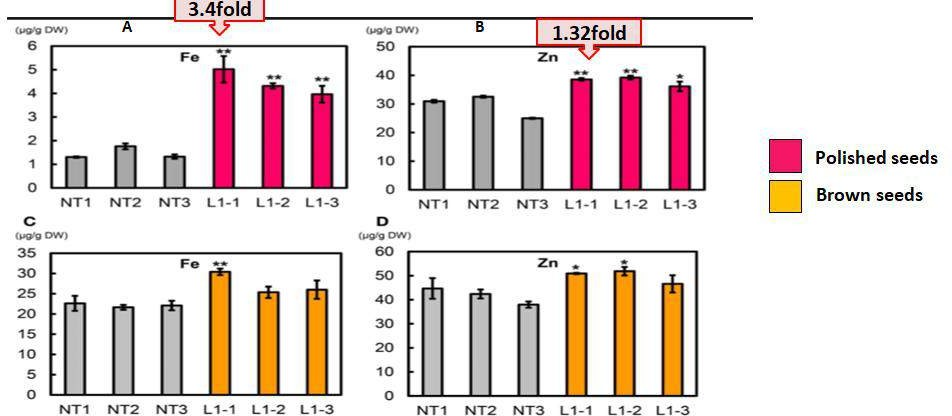 3.4fold
(µg/g DW)
A
6
5
4
3
2
1
0
Fe
**
**
**
NT1 NT2 NT3 L1-1 L1-2 L1-3
1.32fold
(µg/g DW)
B
50
40
30
20
10
0
Zn
**
**
*
NT1 NT2 NT3 L1-1 L1-2 L1-3
Polished seeds
Brown seeds
C
(µg/g DW)
35
30
25
20
15
10
5
0
Fe
**
NT1 NT2 NT3 L1-1 L1-2 L1-3
D
(µg/g DW)
60
50
40
30
20
10
0
Zn
*
*
NT1 NT2 NT3 L1-1 L1-2 L1-3